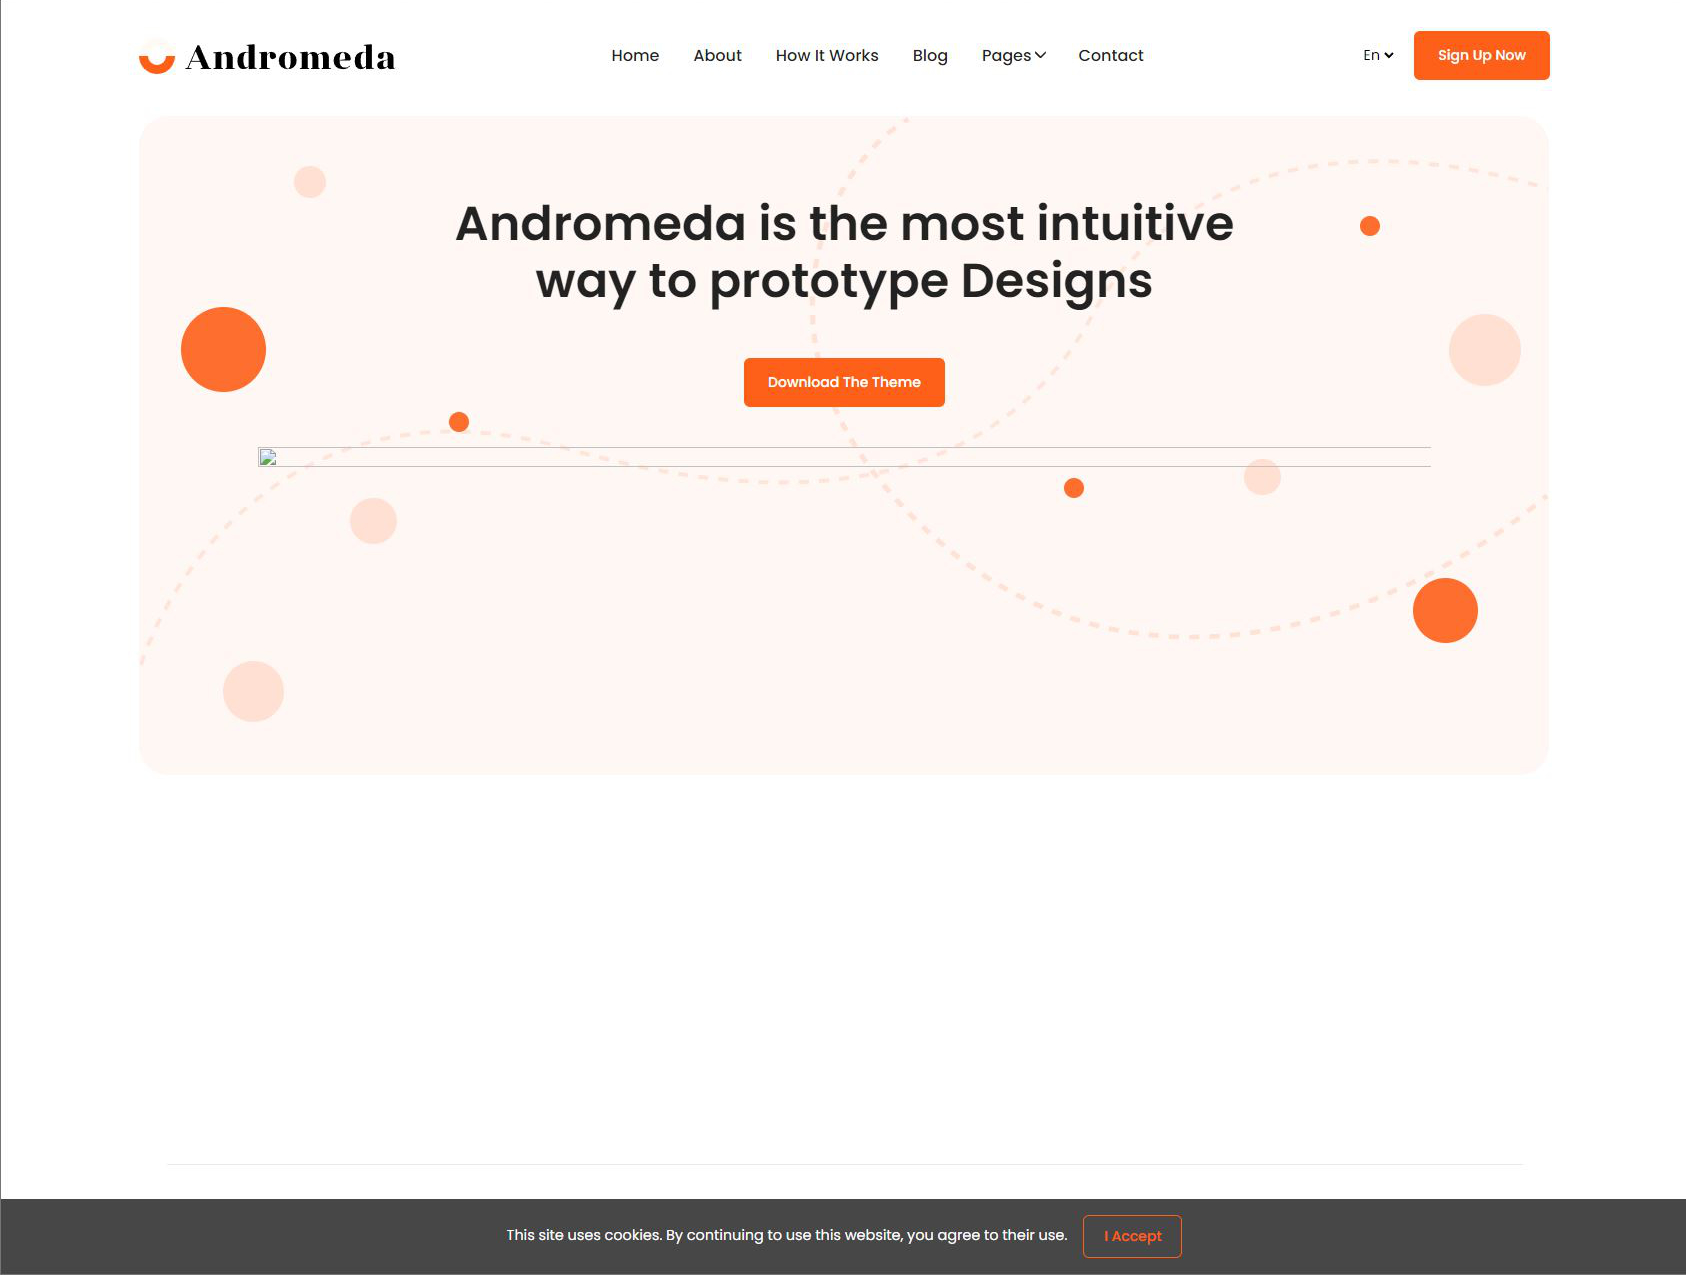 Andromeda
Home
About
How It Works
Blog
Pages
Contact
En
Sign Up Now
Andromeda is the most intuitive
way to prototype Designs
Download The Theme
This site uses cookies. By continuing to use this website, you agree to their use.
I Accept